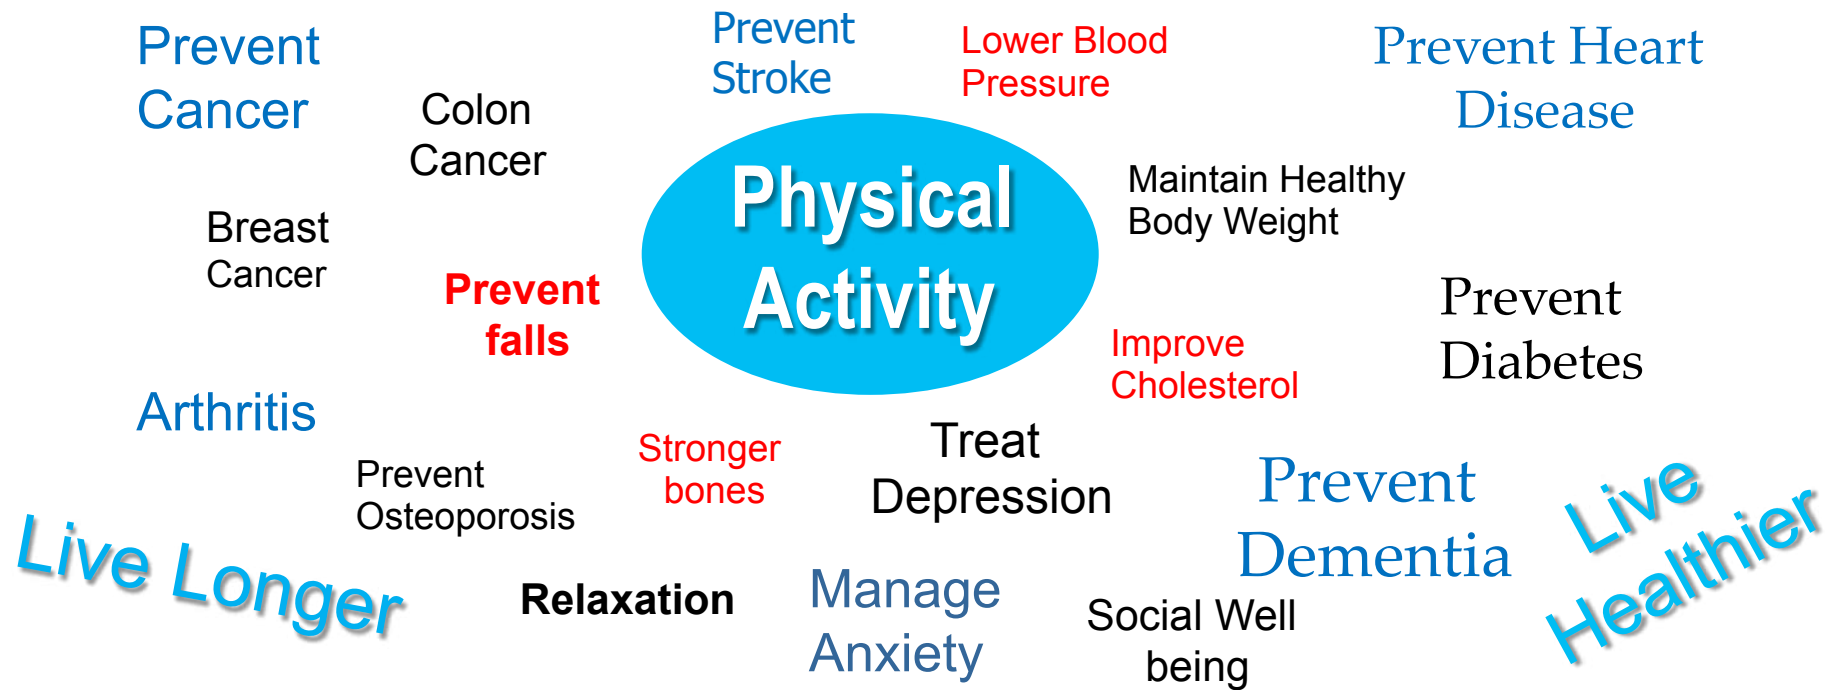 Prevent
Cancer
Colon
Cancer
Prevent
Stroke
Lower Blood
Pressure
Prevent Heart
Disease
Physical
Activity
Maintain Healthy
Body Weight
Breast
Cancer
Prevent
falls
Prevent
Diabetes
Improve
Cholesterol
Arthritis
Stronger
bones
Treat
Depression
Prevent
Osteoporosis
Prevent
Dementia
Live
Healthier
Live Longer
Relaxation
Manage
Anxiety
Social Well
being